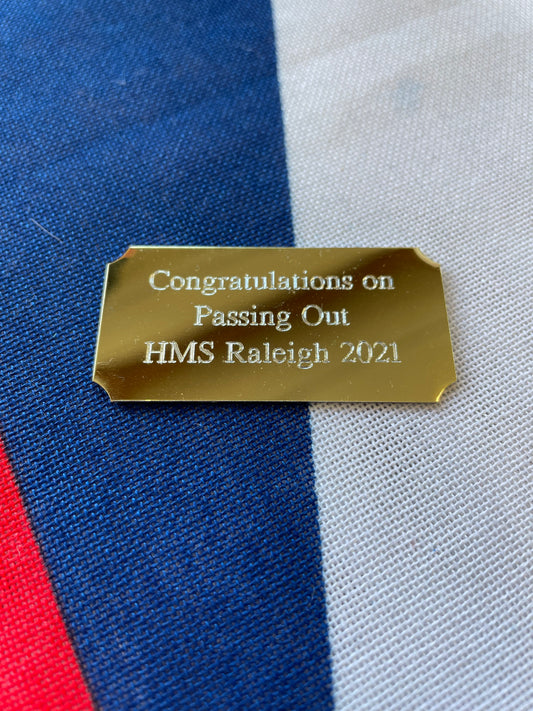 Congratulations on
Passing Out
HMS Raleigh 2021